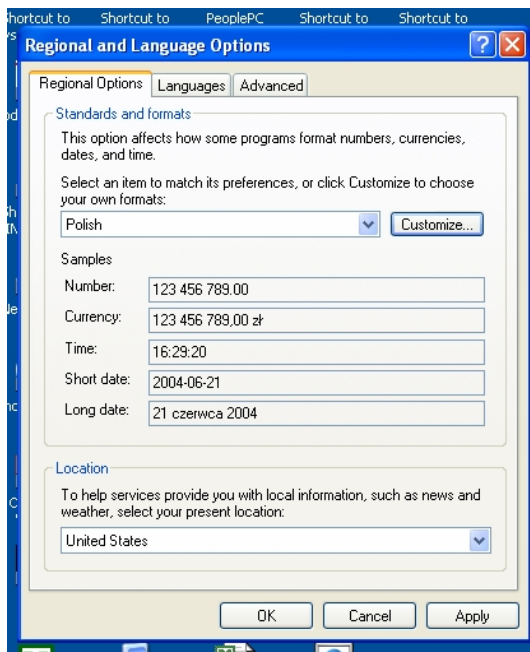 Shortcut to Shortcut to PeoplePC Shortcut to Shortcut to
Regional and Language Options
Regional Options Languages Advanced
Standards and formats
This option affects how some programs format numbers, currencies,
dates, and time.
Select an item to match its preferences, or click Customize to choose
your own formats:
Polish Customize...
Samples
Number: 123 456 789.00
Currency: 123 456 789,00 zł
Time: 16:29:20
Short date: 2004-06-21
Long date: 21 czerwca 2004
Location
To help services provide you with local information, such as news and
weather, select your present location:
United States
OK Cancel Apply